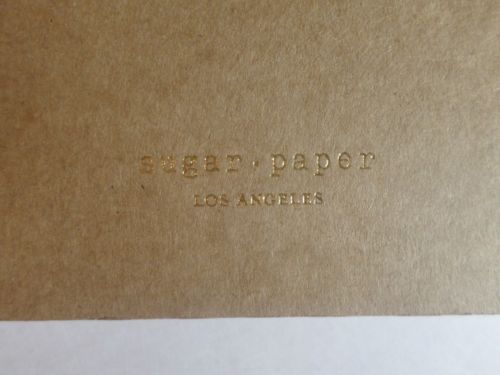 sugar · paper
LOS ANGELES